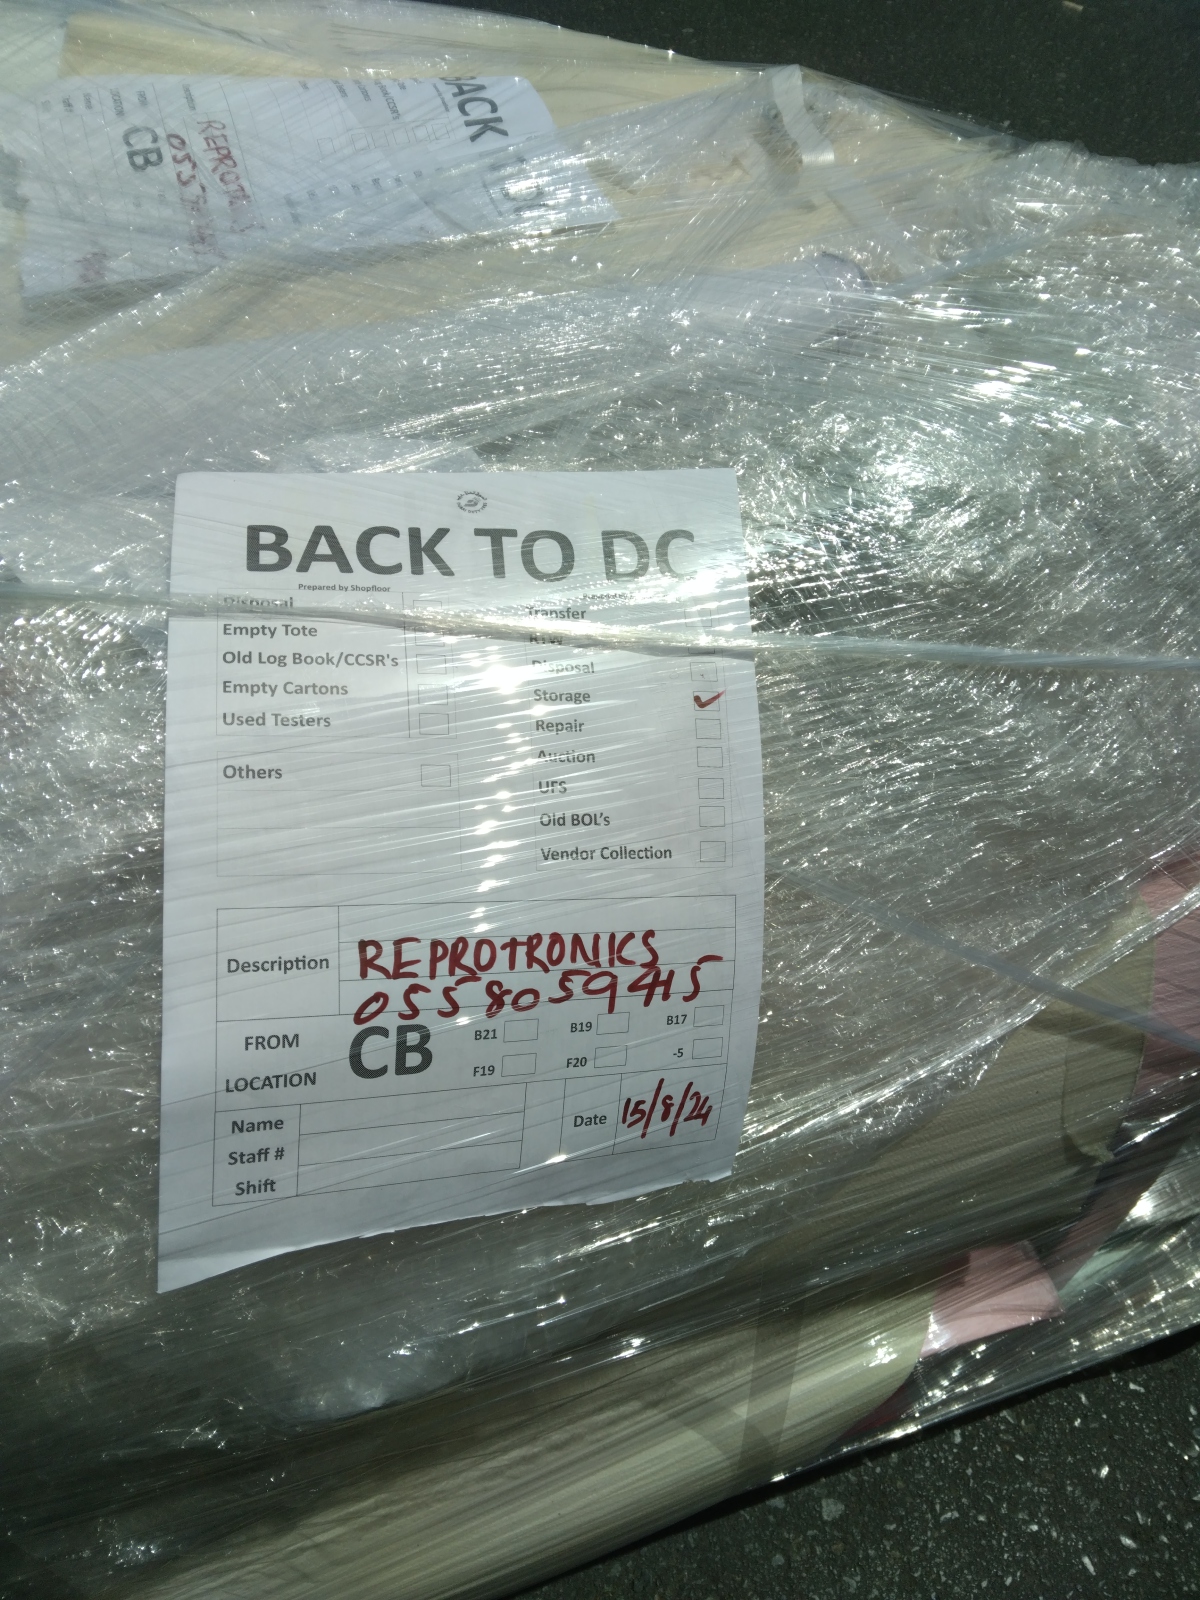 BACK
REPROT
CB
BACK TO DC
Prepared by Shopfloor
Disposal
Empty Tote
Old Log Book/CCSR's
Empty Cartons
Used Testers
Others
Transfer
RTW
Disposal
Storage
Repair
Auction
UFS
Old BOL's
Vendor Collection
Description REPROTRONICS
0558059415
FROM LOCATION CB
B21 B19 B17
F19 F20 -5
Name
Staff #
Shift
Date 15/8/24